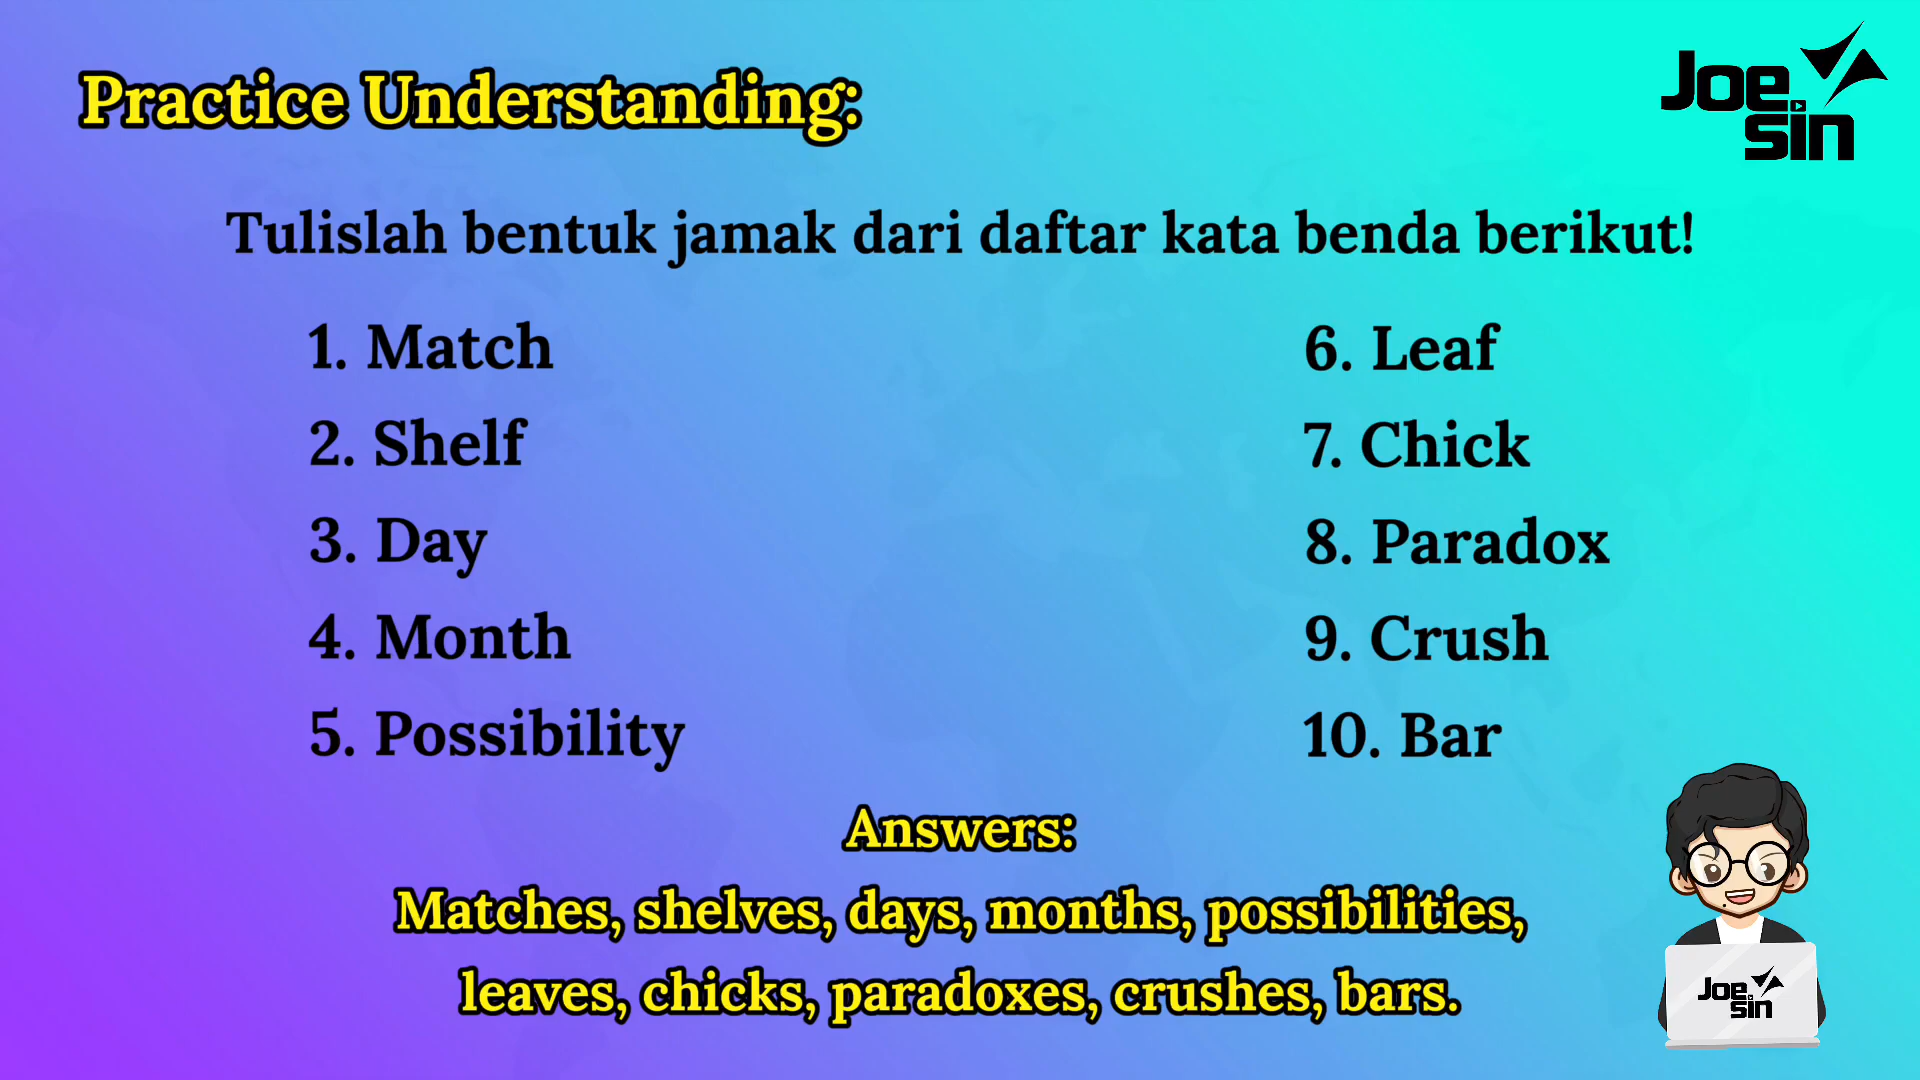 Practice Understanding:
Joe
sin
Tulislah bentuk jamak dari daftar kata benda berikut!
1. Match
2. Shelf
3. Day
4. Month
5. Possibility
6. Leaf
7. Chick
8. Paradox
9. Crush
10. Bar
Answers:
Matches, shelves, days, months, possibilities,
leaves, chicks, paradoxes, crushes, bars.
Joe
sin